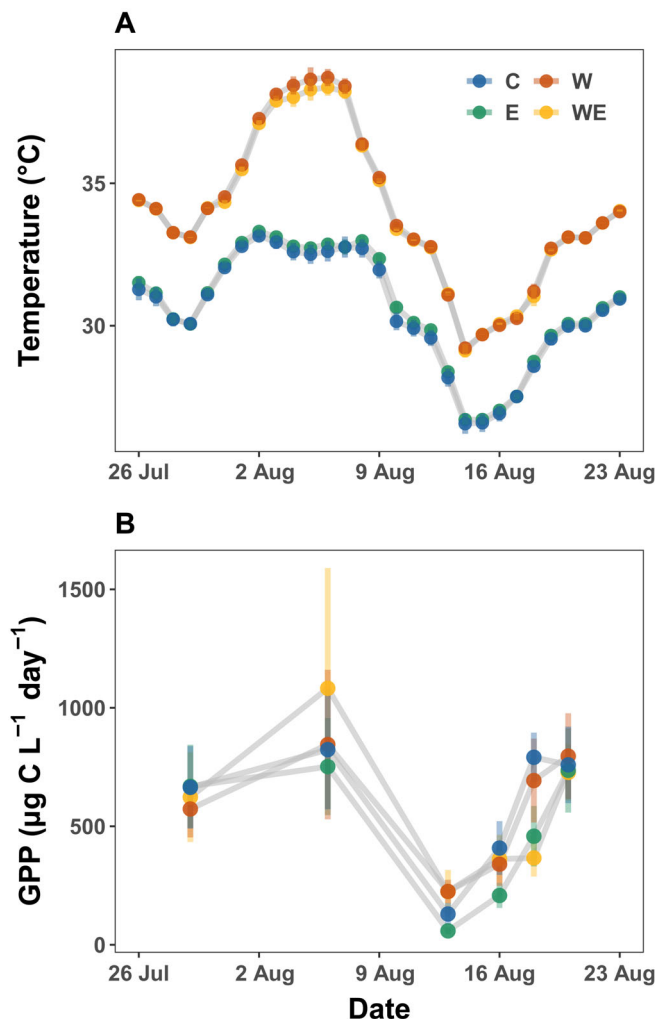 A
C W
E WE
Temperature (°C)
35
30
26 Jul 2 Aug 9 Aug 16 Aug 23 Aug
B
GPP (µg C L⁻¹ day⁻¹)
1500
1000
500
0
26 Jul 2 Aug 9 Aug 16 Aug 23 Aug
Date